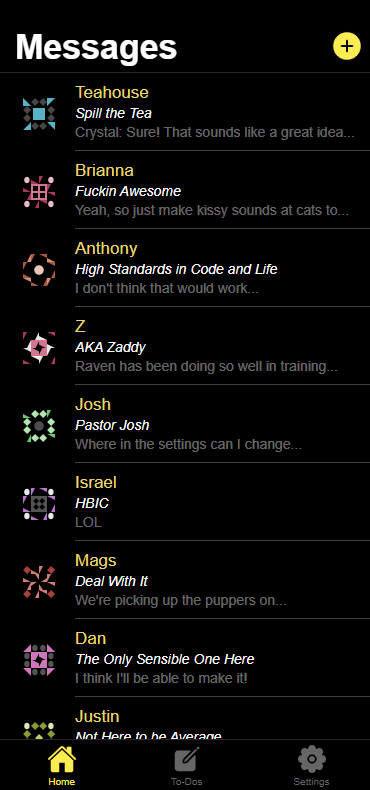 Messages
Teahouse
Spill the Tea
Crystal: Sure! That sounds like a great idea...
Brianna
Fuckin Awesome
Yeah, so just make kissy sounds at cats to...
Anthony
High Standards in Code and Life
I don't think that would work...
Z
AKA Zaddy
Raven has been doing so well in training...
Josh
Pastor Josh
Where in the settings can I change...
Israel
HBIC
LOL
Mags
Deal With It
We're picking up the puppers on...
Dan
The Only Sensible One Here
I think I'll be able to make it!
Justin
Not Here to be Average
Home
To-Dos
Settings